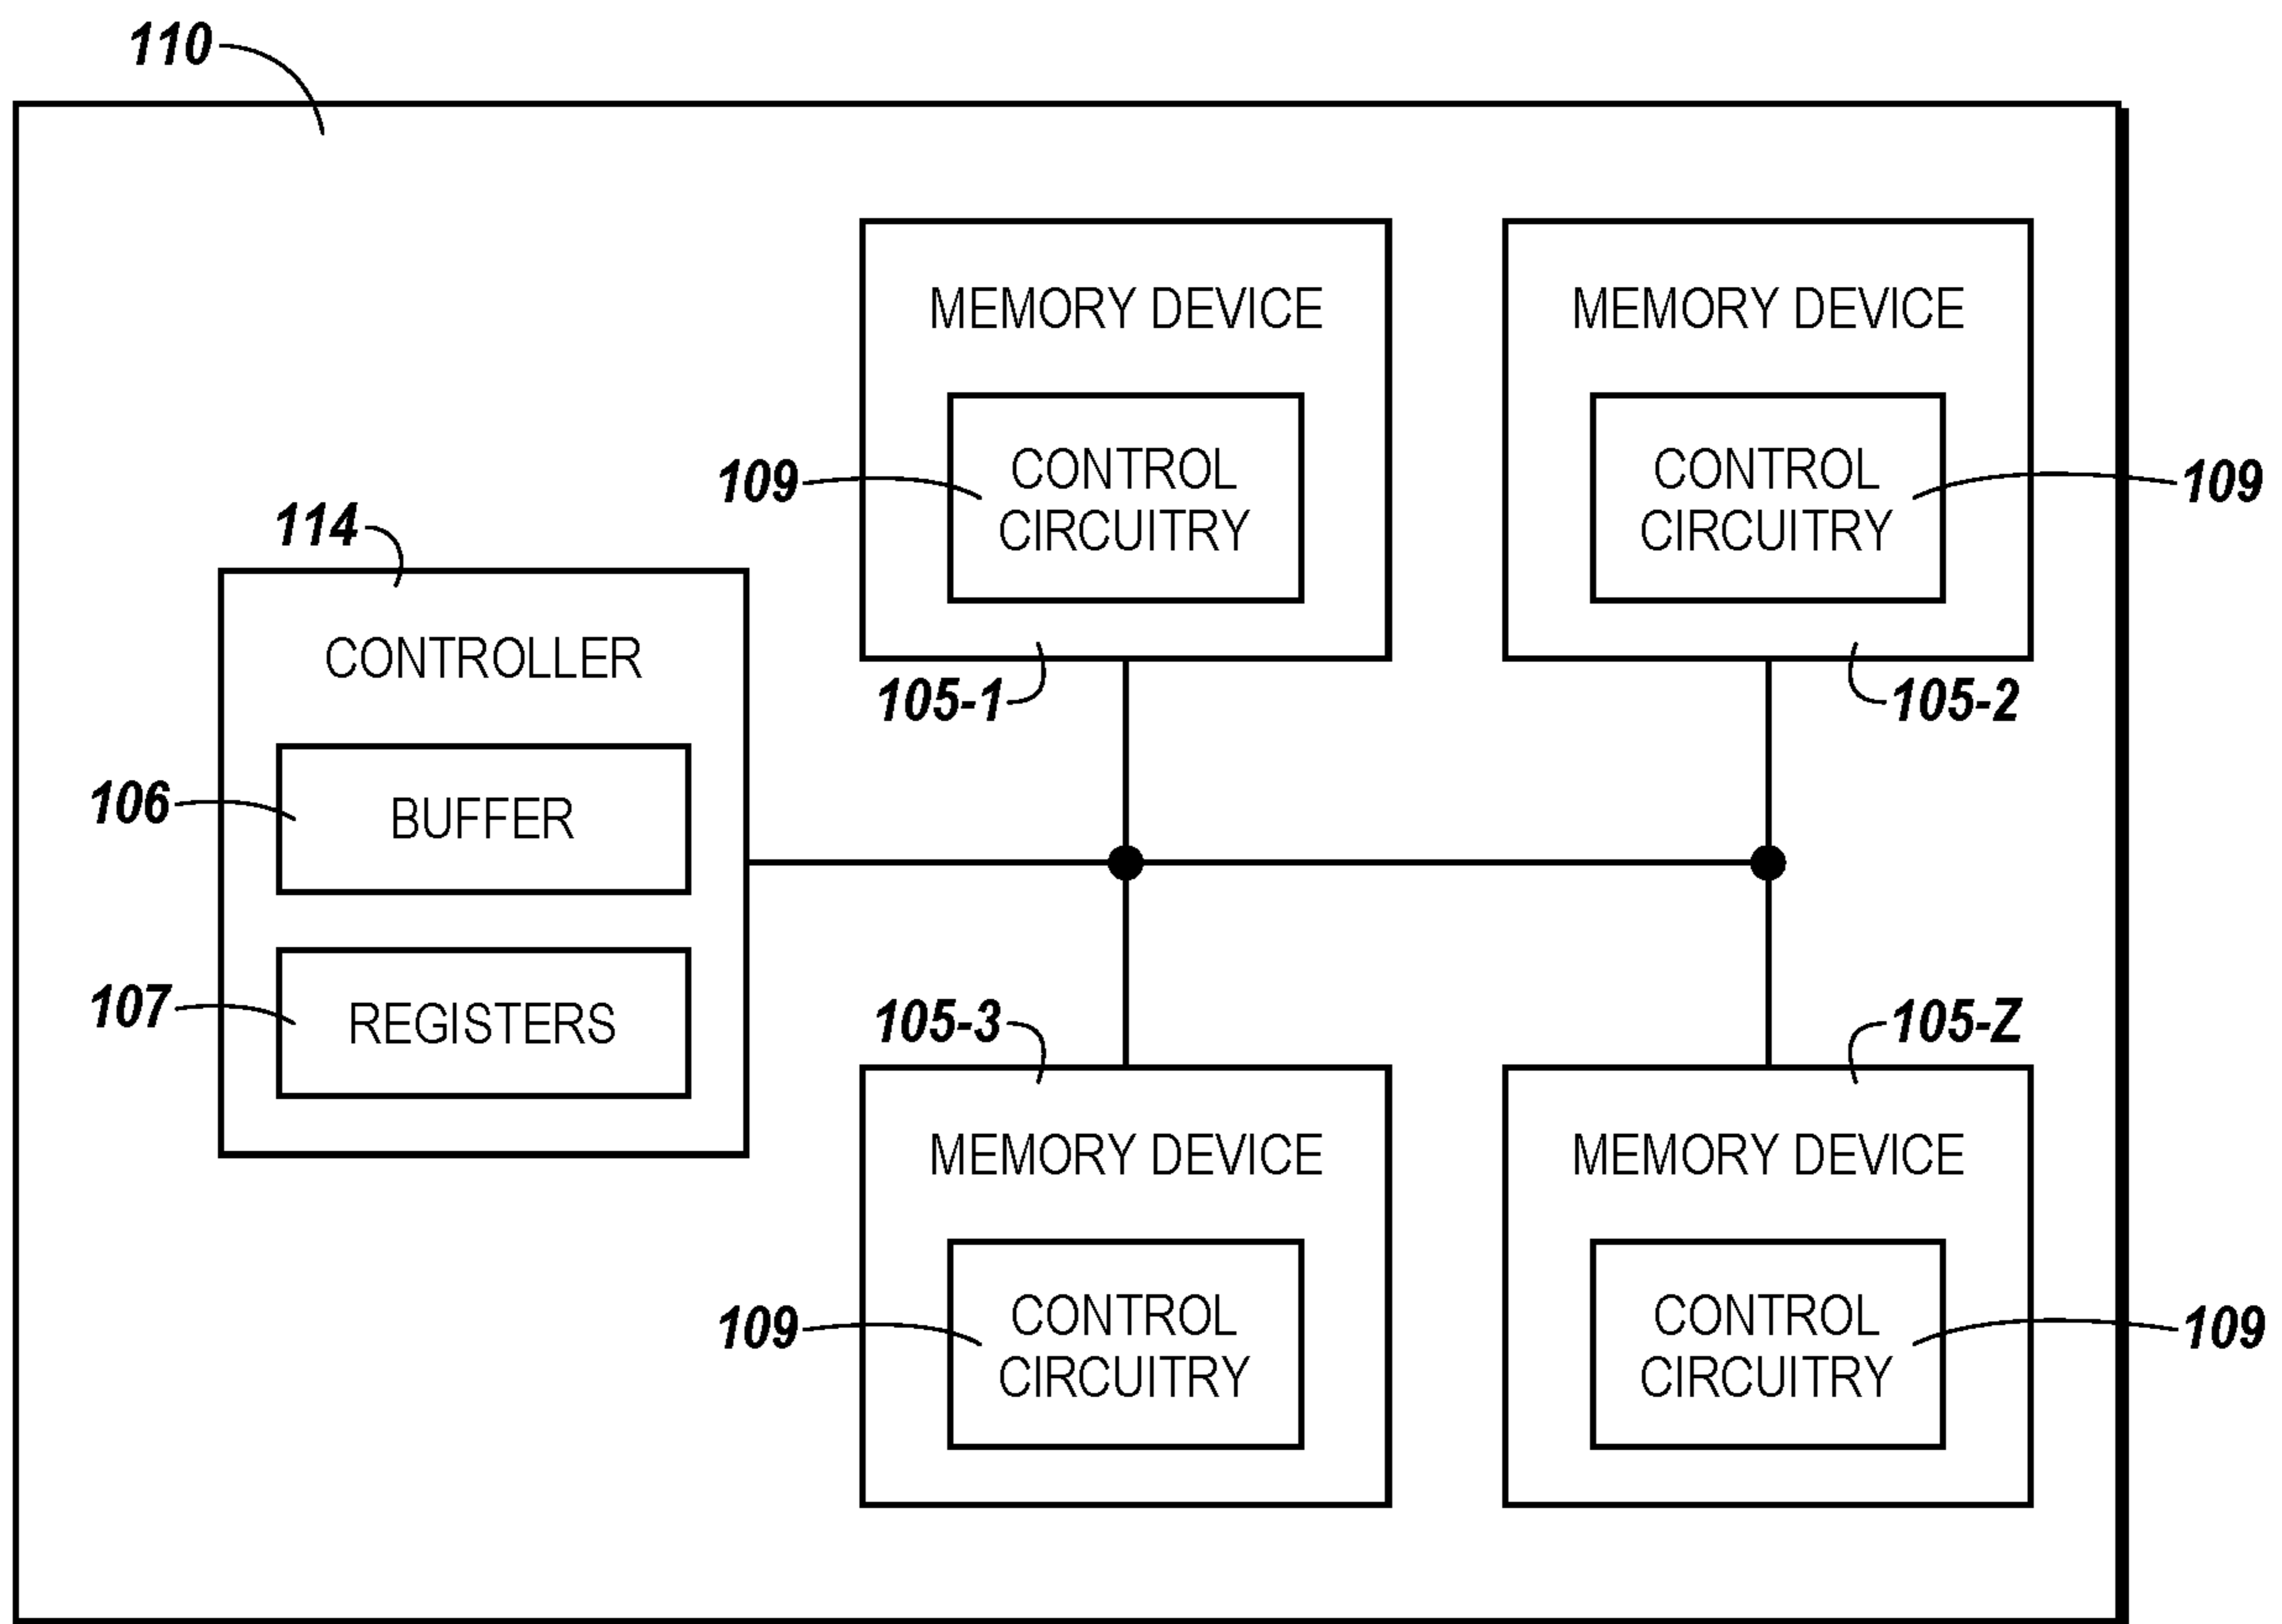 110
MEMORY DEVICE
MEMORY DEVICE
109
CONTROL
CIRCUITRY
CONTROL
CIRCUITRY
109
105-1
105-2
114
CONTROLLER
106
BUFFER
107
REGISTERS
105-3
105-Z
MEMORY DEVICE
MEMORY DEVICE
109
CONTROL
CIRCUITRY
CONTROL
CIRCUITRY
109